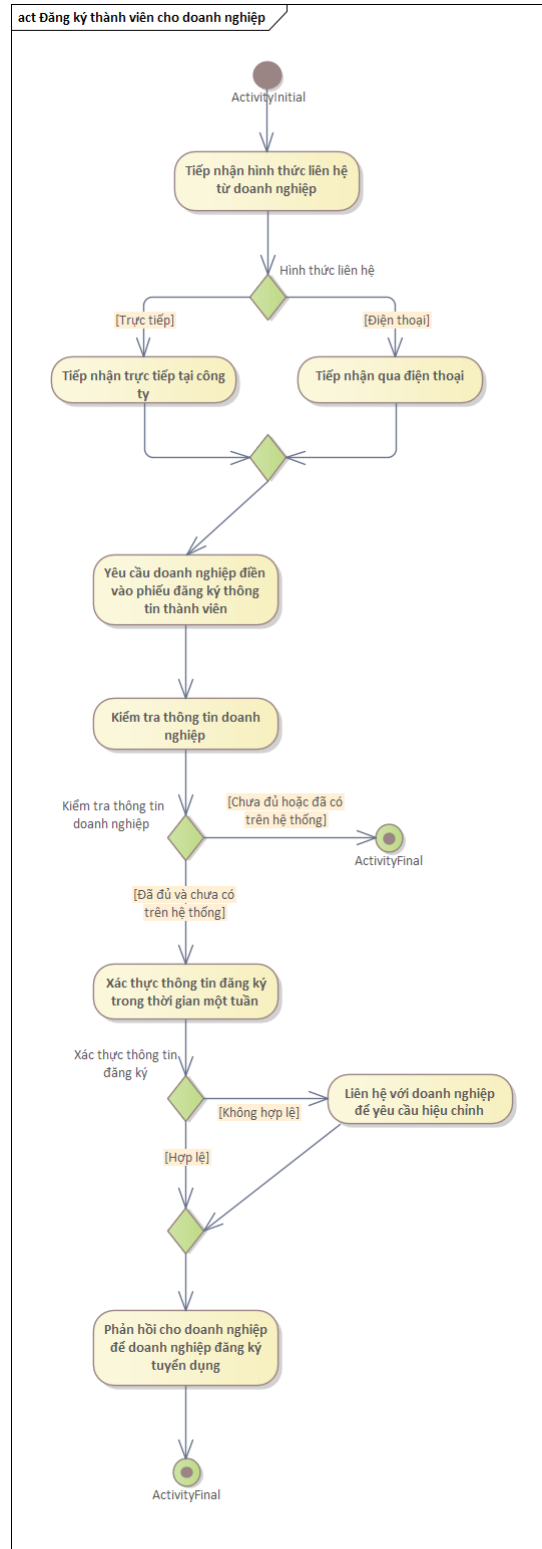 act Đăng ký thành viên cho doanh nghiệp
ActivityInitial
Tiếp nhận hình thức liên hệ
từ doanh nghiệp
Hình thức liên hệ
[Trực tiếp]
[Điện thoại]
Tiếp nhận trực tiếp tại công
ty
Tiếp nhận qua điện thoại
Yêu cầu doanh nghiệp điền
vào phiếu đăng ký thông
tin thành viên
Kiểm tra thông tin doanh
nghiệp
Kiểm tra thông tin
doanh nghiệp
[Chưa đủ hoặc đã có
trên hệ thống]
ActivityFinal
[Đã đủ và chưa có
trên hệ thống]
Xác thực thông tin đăng ký
trong thời gian một tuần
Xác thực thông tin
đăng ký
[Không hợp lệ]
Liên hệ với doanh nghiệp
để yêu cầu hiệu chỉnh
[Hợp lệ]
Phản hồi cho doanh nghiệp
để doanh nghiệp đăng ký
tuyển dụng
ActivityFinal